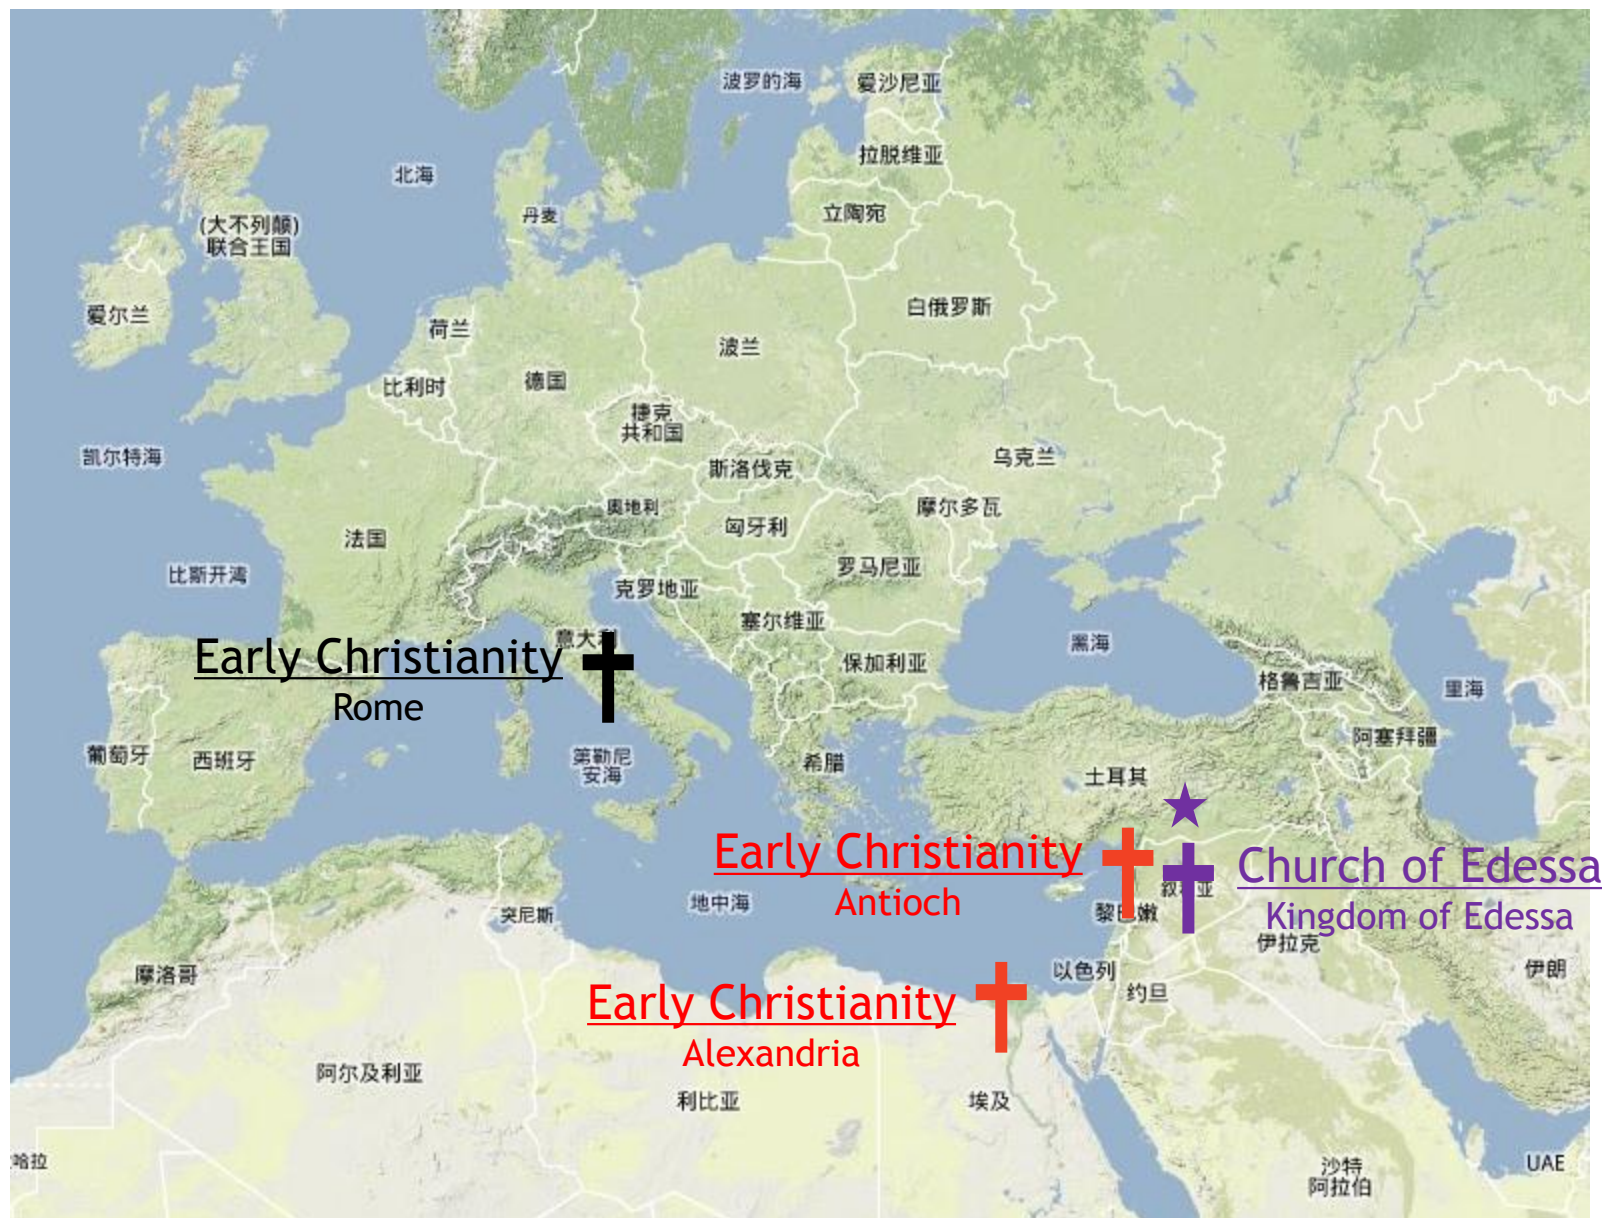 波罗的海
爱沙尼亚
拉脱维亚
北海
立陶宛
丹麦
(大不列颠)
联合王国
白俄罗斯
爱尔兰
荷兰
波兰
比利时
德国
捷克
共和国
凯尔特海
斯洛伐克
乌克兰
奥地利
摩尔多瓦
匈牙利
法国
罗马尼亚
比斯开湾
克罗地亚
塞尔维亚
意大利
黑海
Early Christianity
Rome
保加利亚
格鲁吉亚
里海
阿塞拜疆
葡萄牙
西班牙
第勒尼
安海
希腊
土耳其
Early Christianity
Antioch
Church of Edessa
Kingdom of Edessa
地中海
突尼斯
伊拉克
摩洛哥
以色列
伊朗
约旦
Early Christianity
Alexandria
阿尔及利亚
利比亚
埃及
哈拉
沙特
阿拉伯
UAE